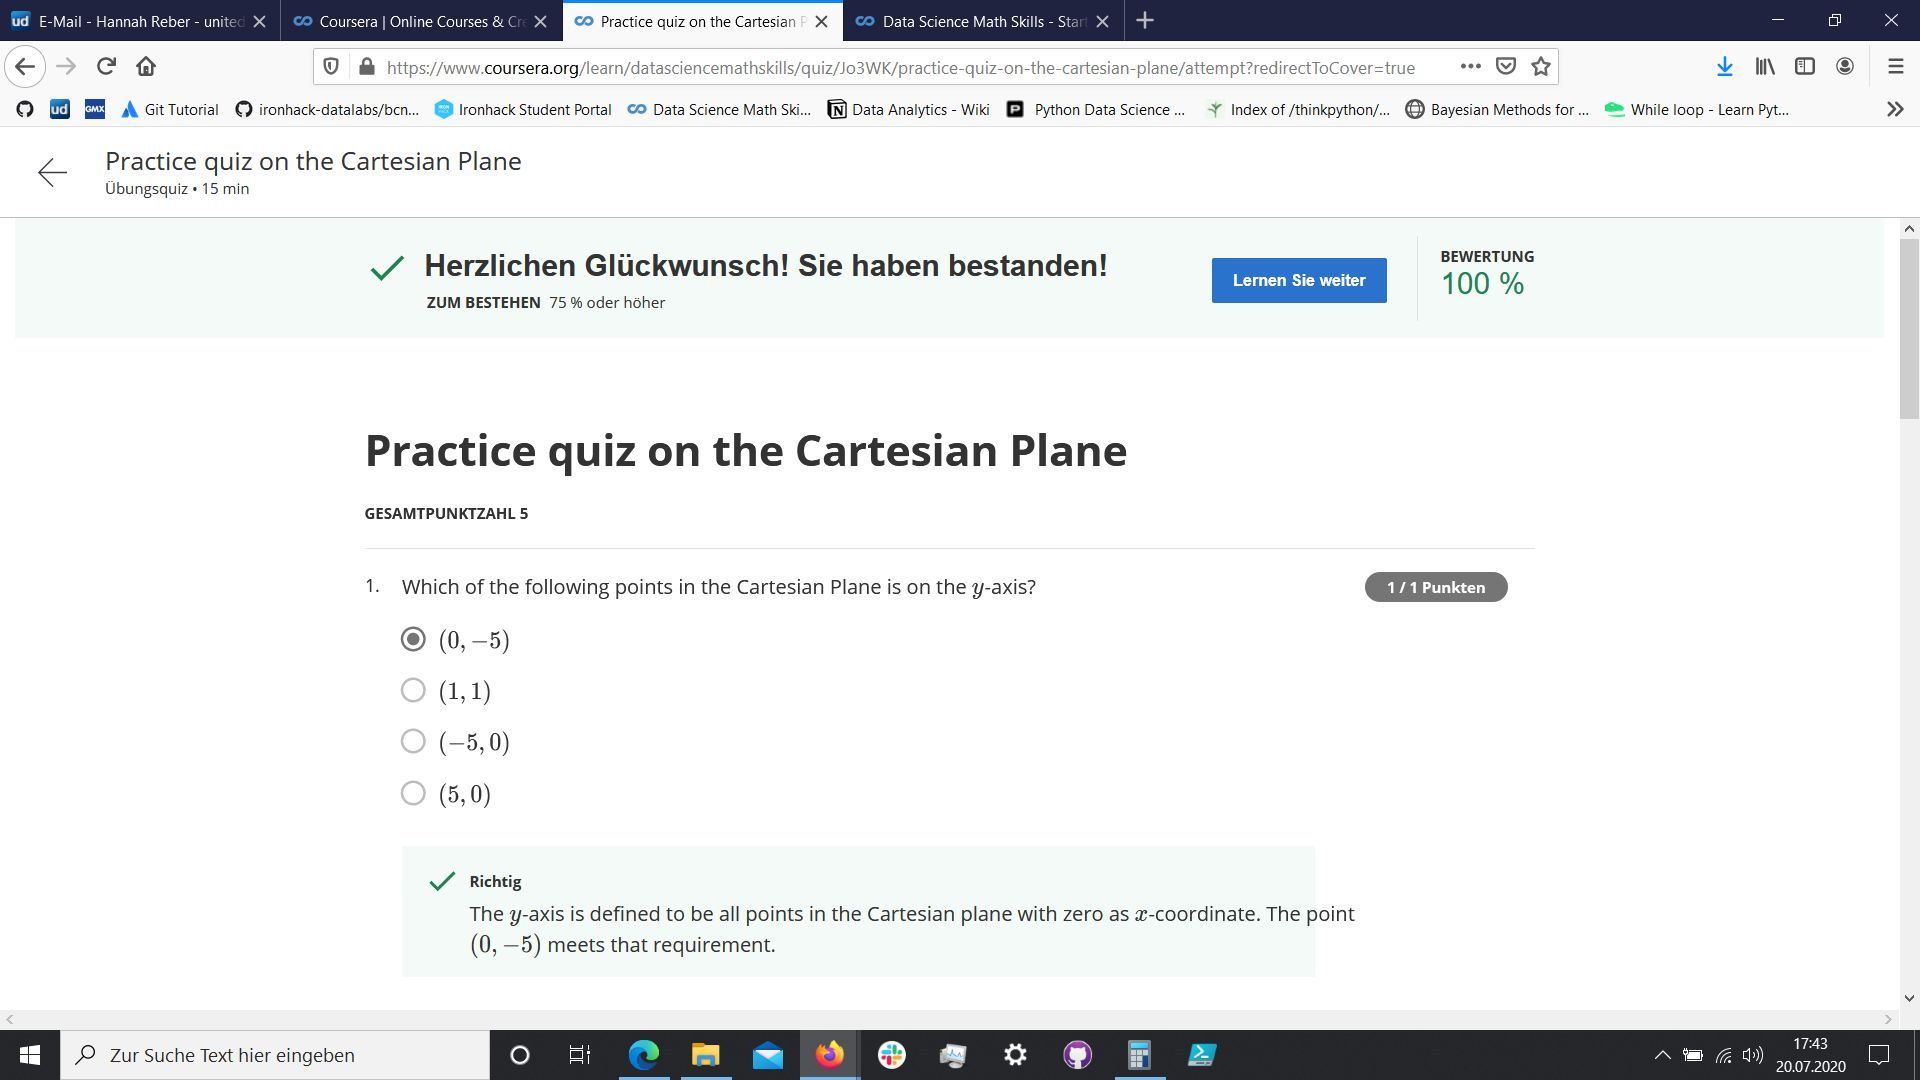 E-Mail - Hannah Reber - united
Coursera | Online Courses & Cre
Practice quiz on the Cartesian P
Data Science Math Skills - Start
https://www.coursera.org/learn/datasciencemathskills/quiz/Jo3WK/practice-quiz-on-the-cartesian-plane/attempt?redirectToCover=true
ud GMX Git Tutorial ironhack-datalabs/bcn... Ironhack Student Portal Data Science Math Ski... Data Analytics - Wiki Python Data Science ... Index of /thinkpython/... Bayesian Methods for ... While loop - Learn Pyt...
Practice quiz on the Cartesian Plane
Übungsquiz • 15 min
Herzlichen Glückwunsch! Sie haben bestanden!
ZUM BESTEHEN 75 % oder höher
Lernen Sie weiter
BEWERTUNG
100 %
Practice quiz on the Cartesian Plane
GESAMTPUNKTZAHL 5
1. Which of the following points in the Cartesian Plane is on the y-axis?
1 / 1 Punkten
(0, −5)
(1, 1)
(−5, 0)
(5, 0)
Richtig
The y-axis is defined to be all points in the Cartesian plane with zero as x-coordinate. The point
(0, −5) meets that requirement.
Zur Suche Text hier eingeben
17:43
20.07.2020